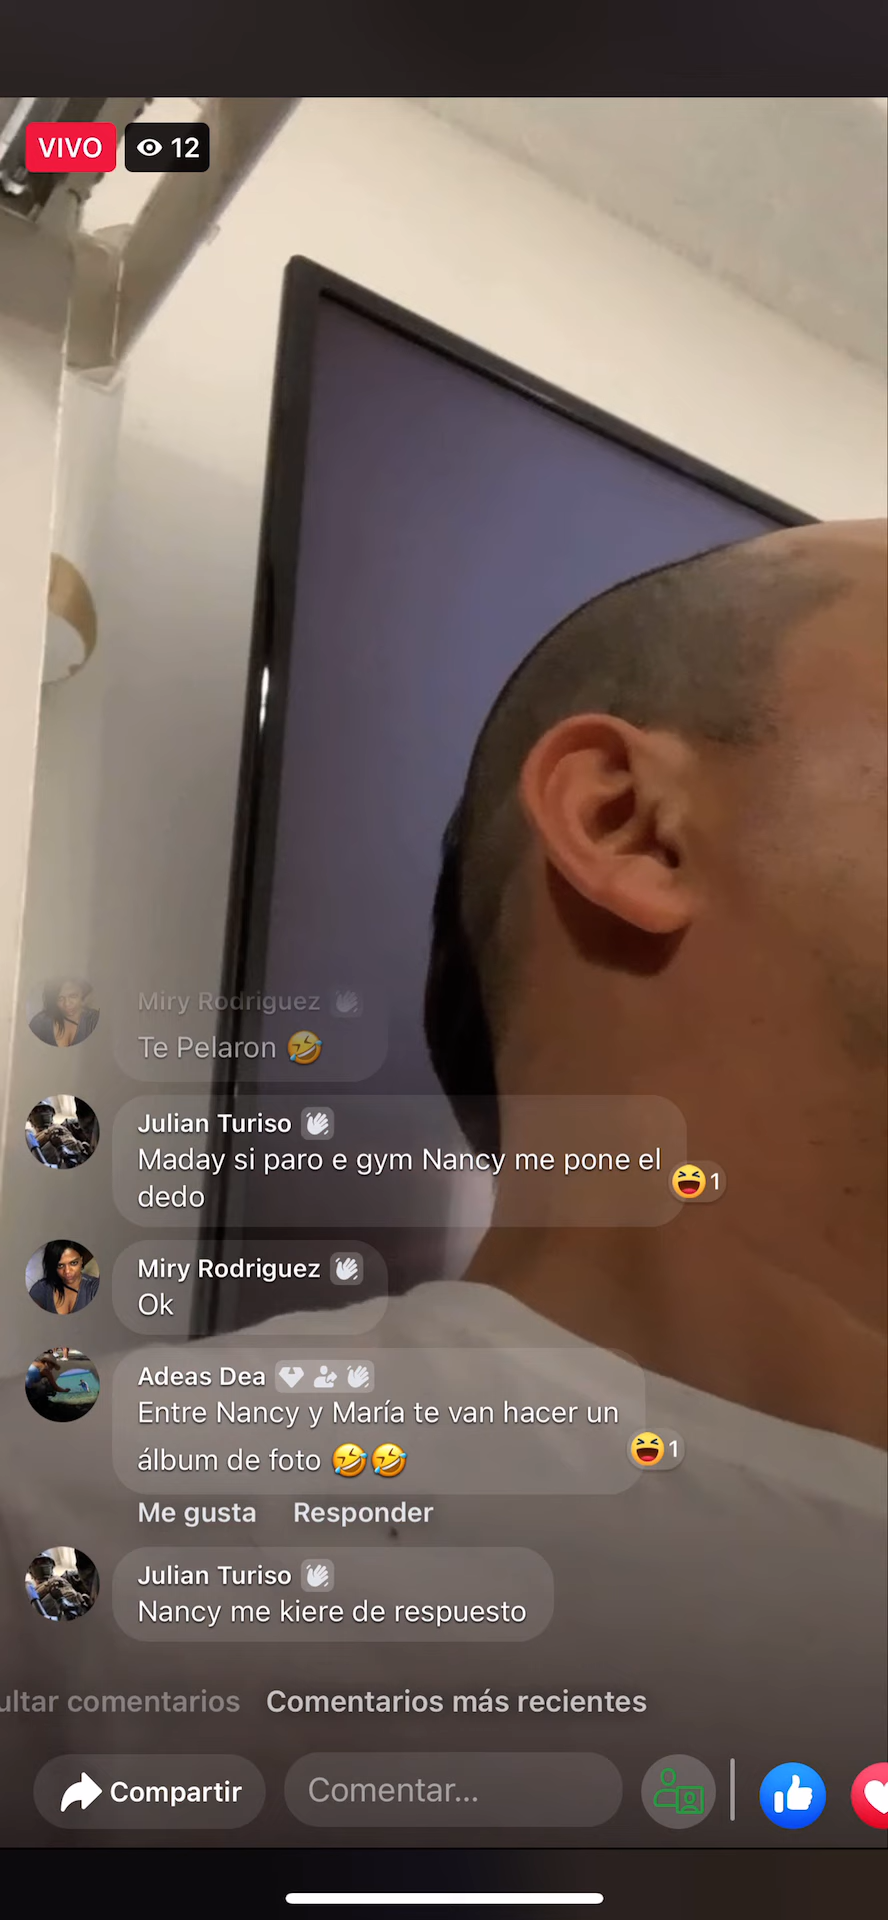 VIVO 12
Miry Rodriguez
Te Pelaron 🤣
Julian Turiso
Maday si paro e gym Nancy me pone el
dedo
1
Miry Rodriguez
Ok
Adeas Dea
Entre Nancy y María te van hacer un
álbum de foto 🤣🤣
1
Me gusta Responder
Julian Turiso
Nancy me kiere de respuesto
ultar comentarios Comentarios más recientes
Compartir Comentar...